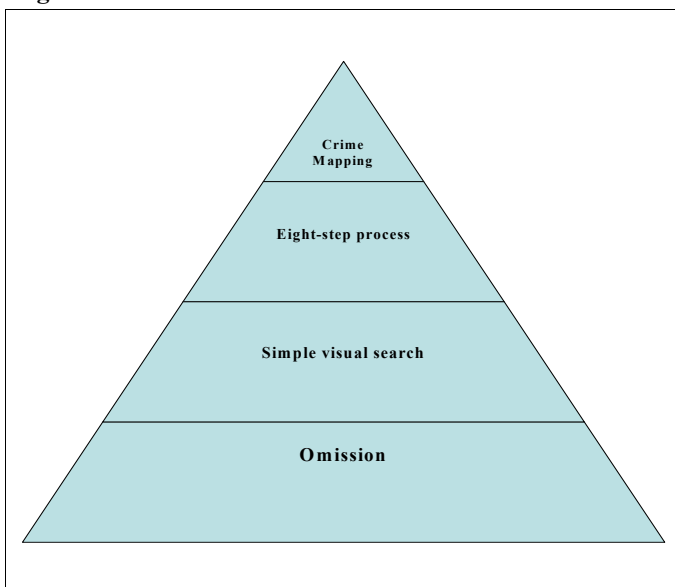 Crime
Mapping
Eight-step process
Simple visual search
Omission